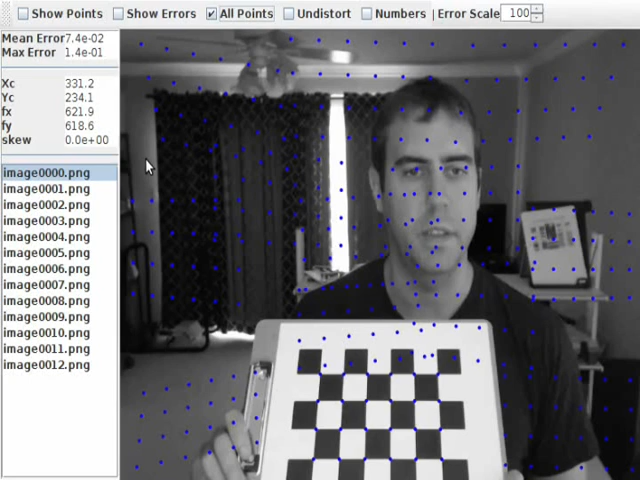 Show Points Show Errors All Points Undistort Numbers | Error Scale 100
Mean Error 7.4e-02
Max Error 1.4e-01
Xc 331.2
Yc 234.1
fx 621.9
fy 618.6
skew 0.0e+00
image0000.png
image0001.png
image0002.png
image0003.png
image0004.png
image0005.png
image0006.png
image0007.png
image0008.png
image0009.png
image0010.png
image0011.png
image0012.png